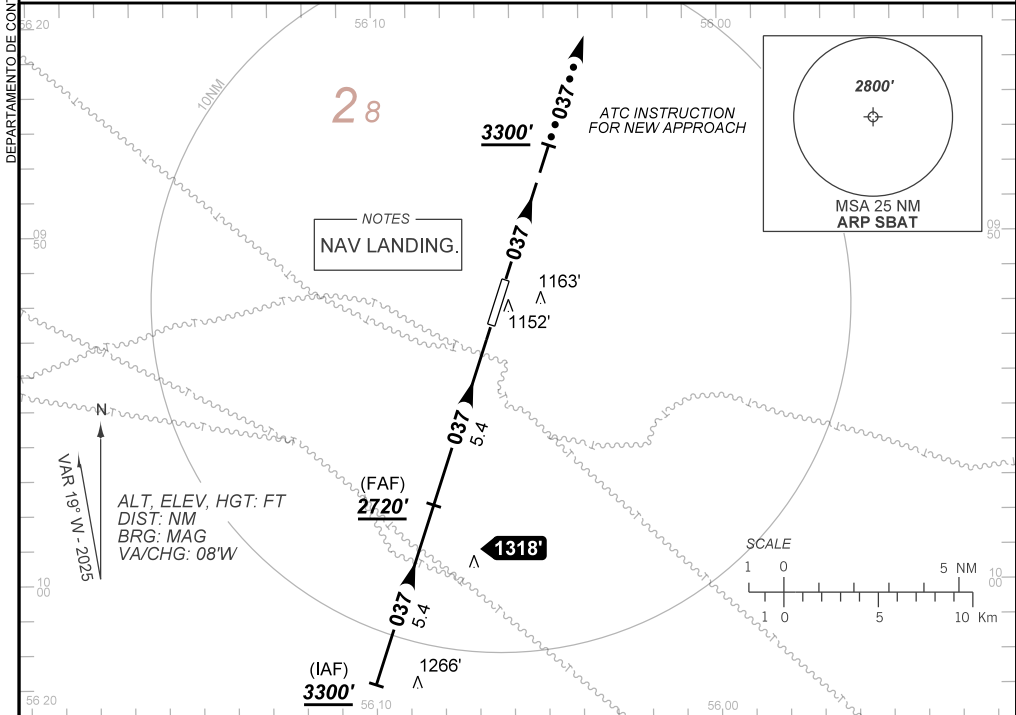 DEPARTAMENTO DE CON
56 20
56 10
56 00
10NM
2 8
3300'
037
ATC INSTRUCTION
FOR NEW APPROACH
2800'
MSA 25 NM
ARP SBAT
NOTES
NAV LANDING.
09
50
09
50
037
1163'
1152'
N
VAR 19° W - 2025
037
5.4
(FAF)
2720'
ALT, ELEV, HGT: FT
DIST: NM
BRG: MAG
VA/CHG: 08'W
1318'
SCALE
1 0 5 NM
1 0 5 10 Km
10
00
10
00
037
5.4
(IAF)
3300'
1266'
56 20
56 10
56 00